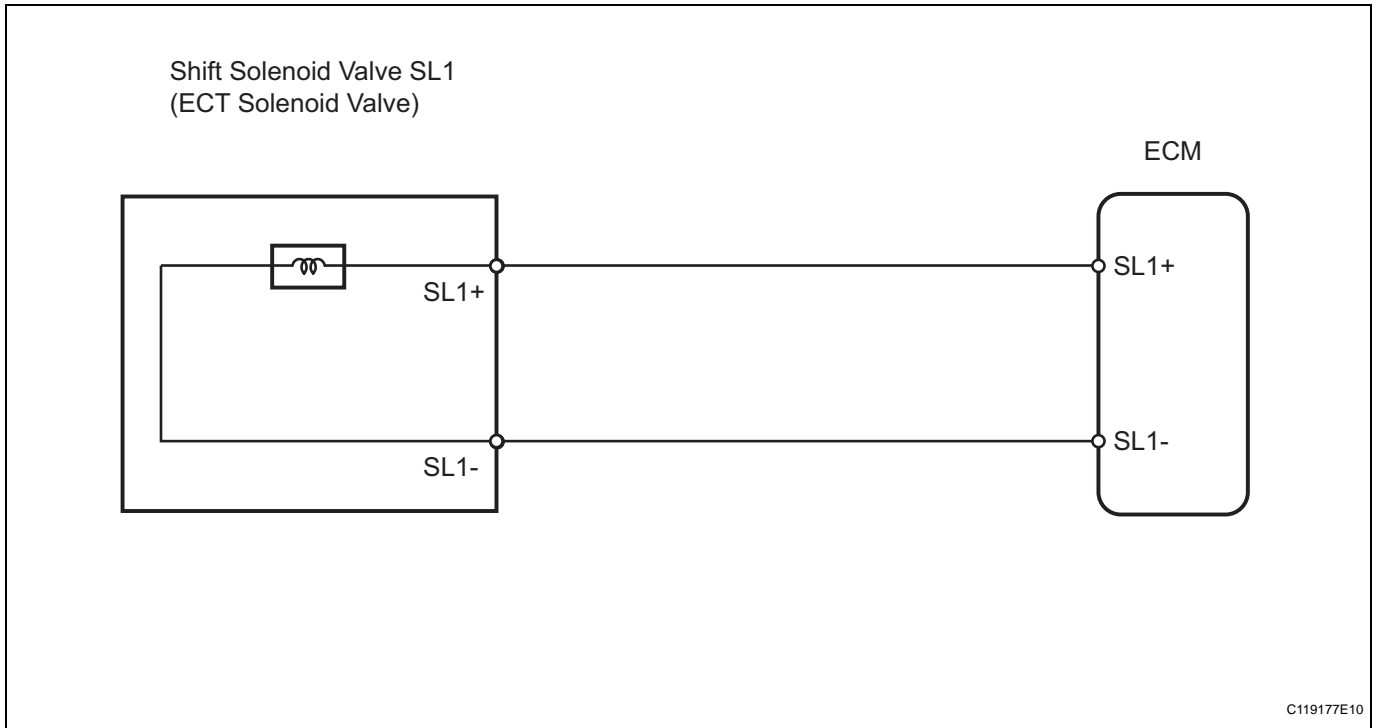 Shift Solenoid Valve SL1
(ECT Solenoid Valve)
ECM
SL1+
SL1+
SL1-
SL1-
C119177E10